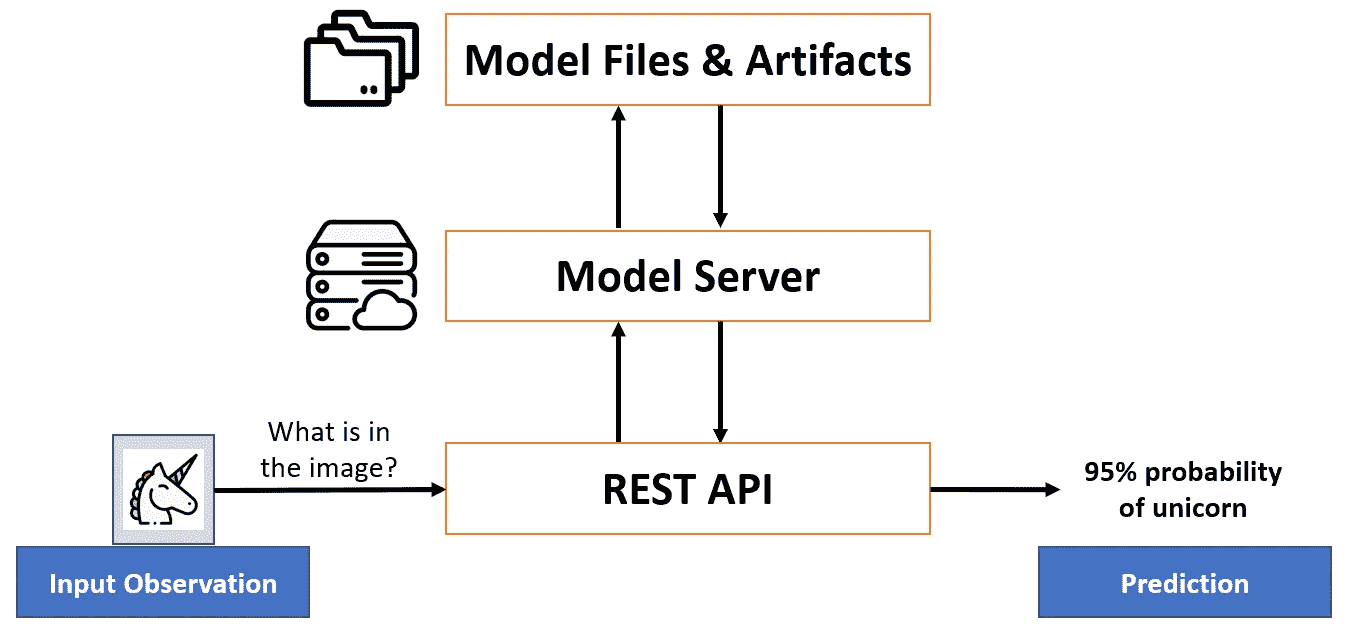 Model Files & Artifacts
Model Server
What is in
the image?
REST API
95% probability
of unicorn
Input Observation
Prediction